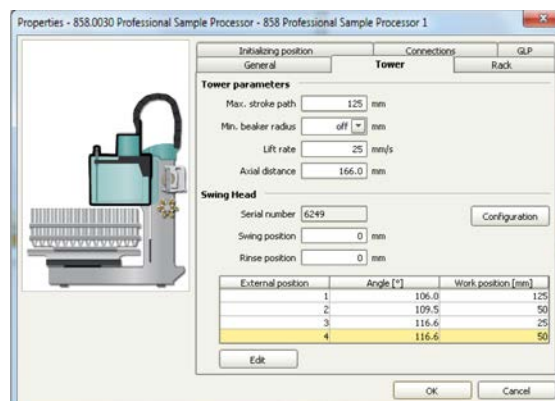 Properties - 858.0030 Professional Sample Processor - 858 Professional Sample Processor 1
Initializing position Connections GLP
General Tower Rack
Tower parameters
Max. stroke path 125 mm
Min. beaker radius off mm
Lift rate 25 mm/s
Axial distance 166.0 mm
Swing Head
Serial number 6249 Configuration
Swing position 0 mm
Rinse position 0 mm
External position Angle [°] Work position [mm]
1 106.0 125
2 109.5 50
3 116.6 25
4 116.6 50
Edit
OK Cancel